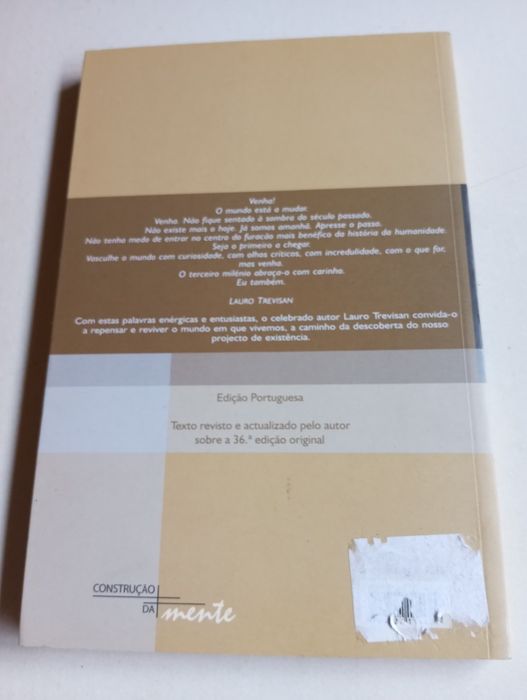 Venha!
O mundo está a mudar.
Venha. Não fique sentado à sombra do século passado.
Não existe mais o hoje. Já somos amanhã. Apresse o passo.
Não tenha medo de entrar no centro do furacão mais benéfico da história da humanidade.
Seja o primeiro a chegar.
Vasculhe o mundo com curiosidade, com olhos críticos, com incredulidade, com o que for,
mas venha.
O terceiro milénio abraça-o com carinho.
Eu também.
LAURO TREVISAN
Com estas palavras enérgicas e entusiastas, o celebrado autor Lauro Trevisan convida-o
a repensar e reviver o mundo em que vivemos, a caminho da descoberta do nosso
projecto de existência.
Edição Portuguesa
Texto revisto e actualizado pelo autor
sobre a 36.ª edição original
CONSTRUÇÃO
DA mente